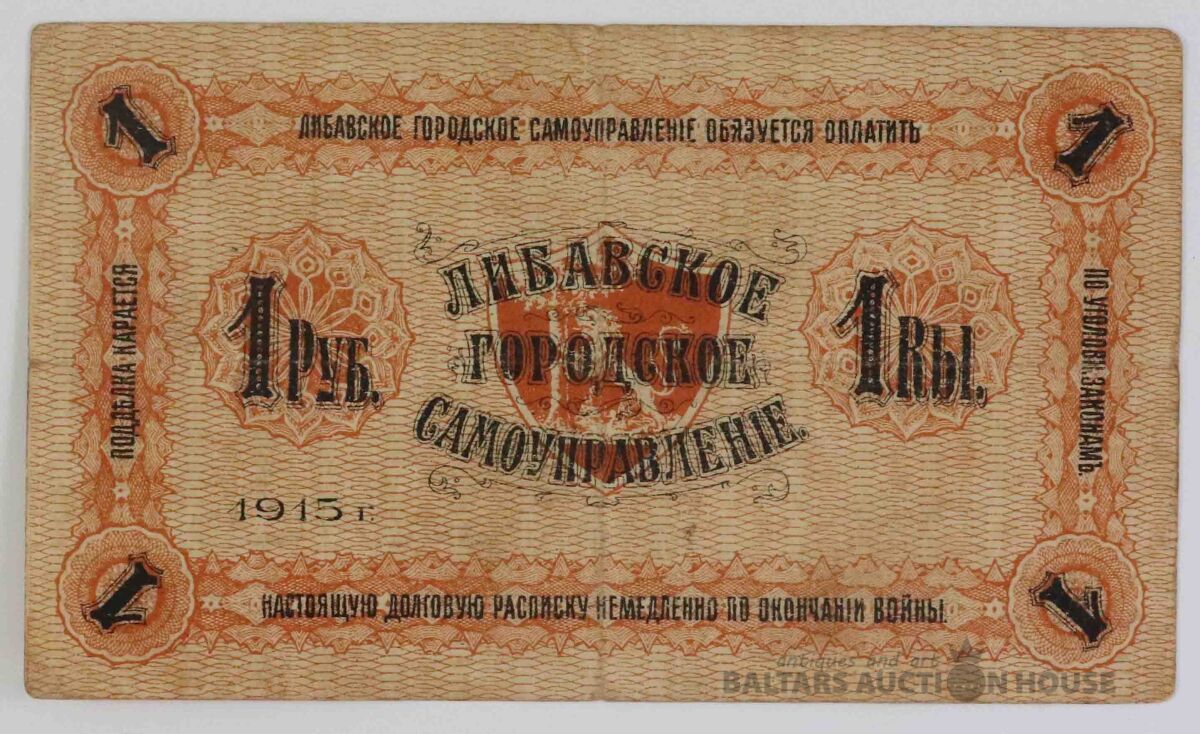 1
1
ЛИБАВСКОЕ ГОРОДСКОЕ САМОУПРАВЛЕНІЕ ОБЯЗУЕТСЯ ОПЛАТИТЬ
ПОДДѢЛКА КАРАЕТСЯ
1 РУБ.
ЛИБАВСКОЕ
ГОРОДСКОЕ
САМОУПРАВЛЕНІЕ.
1 Rbl.
ПО УГОЛОВН. ЗАКОНАМЪ.
1915 г.
1
НАСТОЯЩУЮ ДОЛГОВУЮ РАСПИСКУ НЕМЕДЛЕННО ПО ОКОНЧАНІИ ВОЙНЫ.
1
antiques and art
BALTARS AUCTION HOUSE